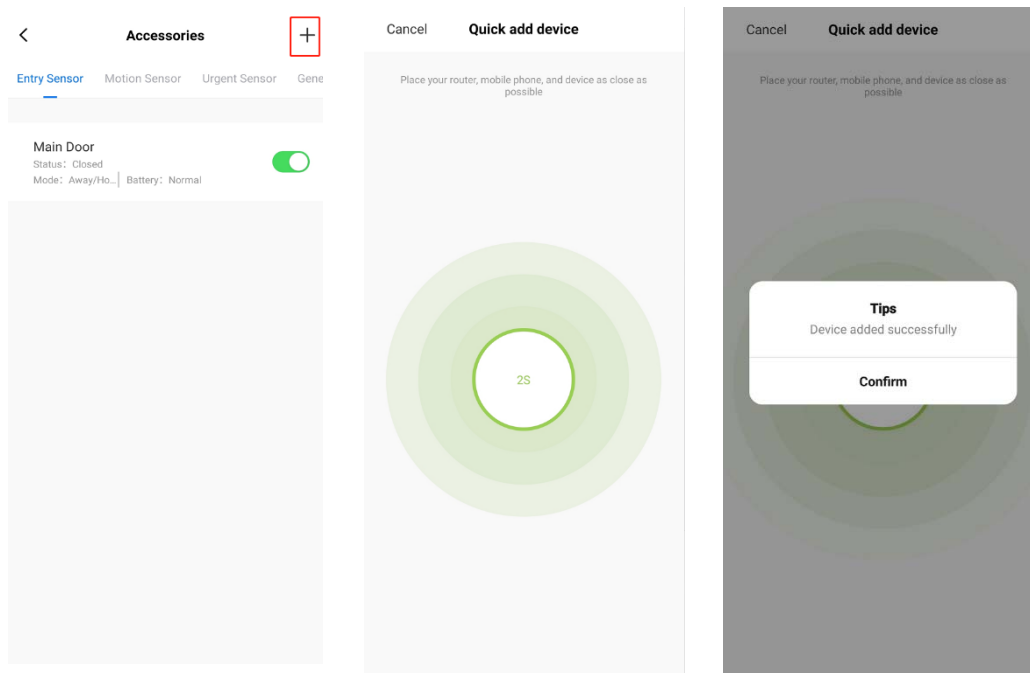 Accessories
Entry Sensor Motion Sensor Urgent Sensor Gene
Main Door
Status: Closed
Mode: Away/Ho... Battery: Normal
Cancel Quick add device
Place your router, mobile phone, and device as close as
possible
2S
Cancel Quick add device
Place your router, mobile phone, and device as close as
possible
Tips
Device added successfully
Confirm